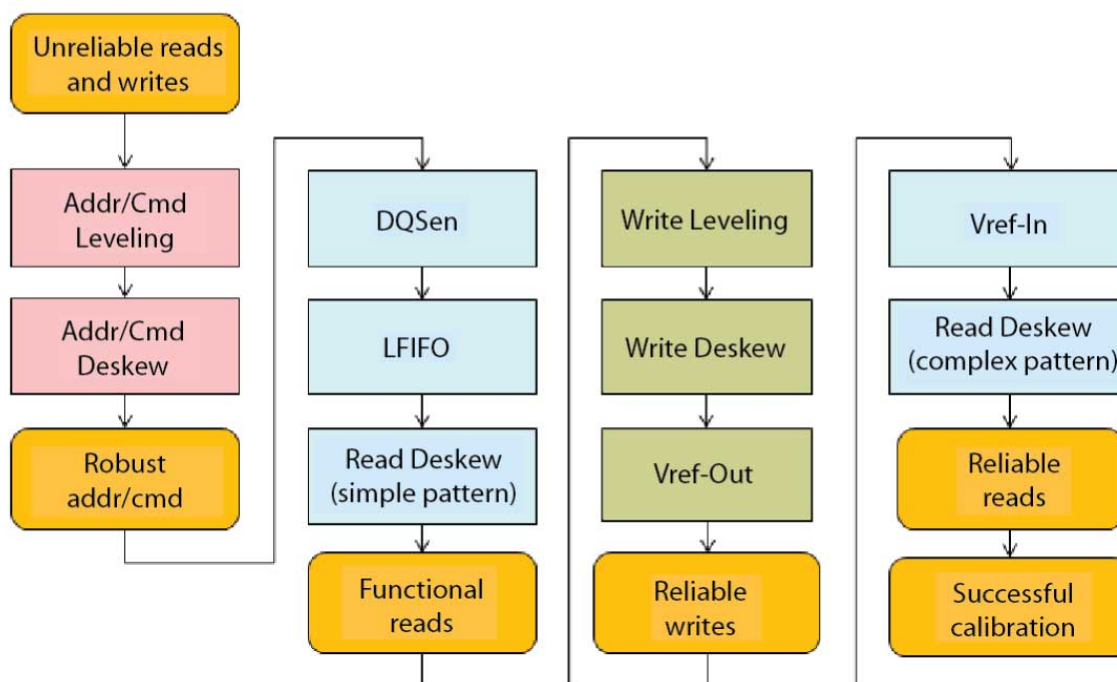 Unreliable reads
and writes
Addr/Cmd
Leveling
Addr/Cmd
Deskew
Robust
addr/cmd
DQSen
LFIFO
Read Deskew
(simple pattern)
Functional
reads
Write Leveling
Write Deskew
Vref-Out
Reliable
writes
Vref-In
Read Deskew
(complex pattern)
Reliable
reads
Successful
calibration